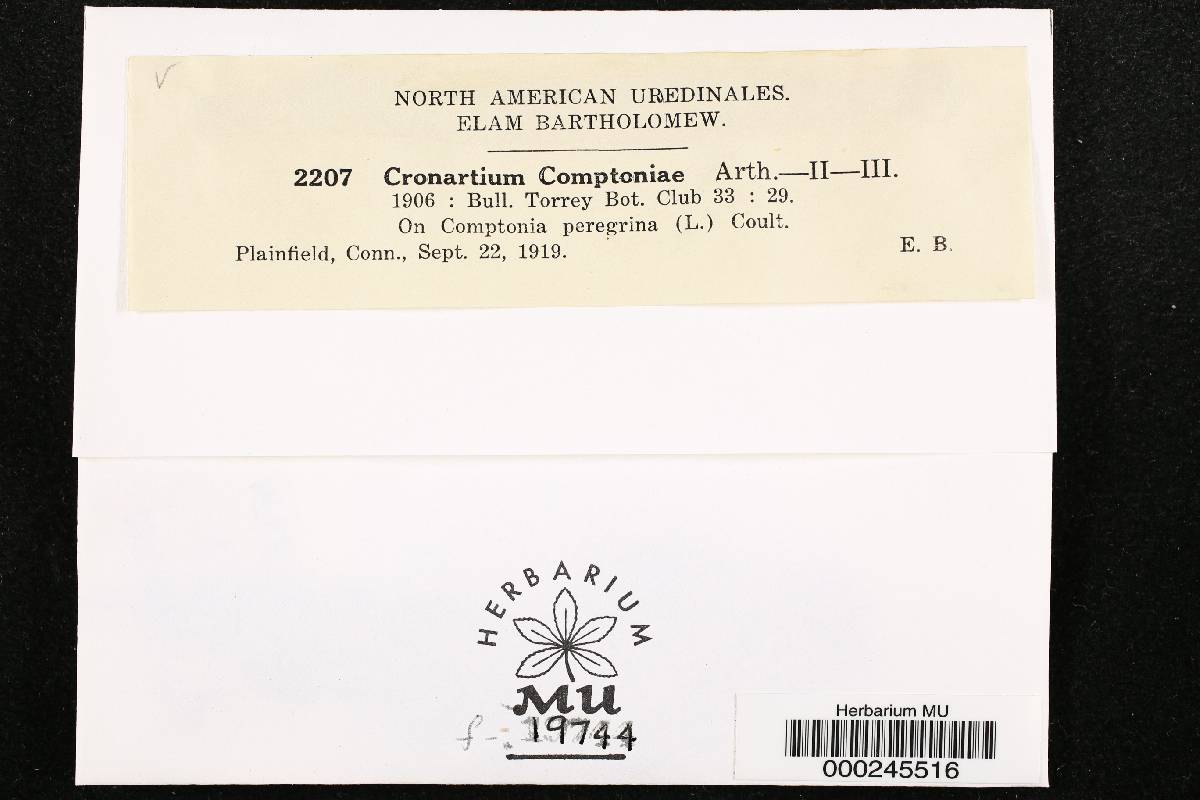 NORTH AMERICAN UREDINALES.
ELAM BARTHOLOMEW.
2207 Cronartium Comptoniae Arth.—II—III.
1906 : Bull. Torrey Bot. Club 33 : 29.
On Comptonia peregrina (L.) Coult.
Plainfield, Conn., Sept. 22, 1919. E. B.
HERBARIUM
MU
f- 19744
Herbarium MU
000245516